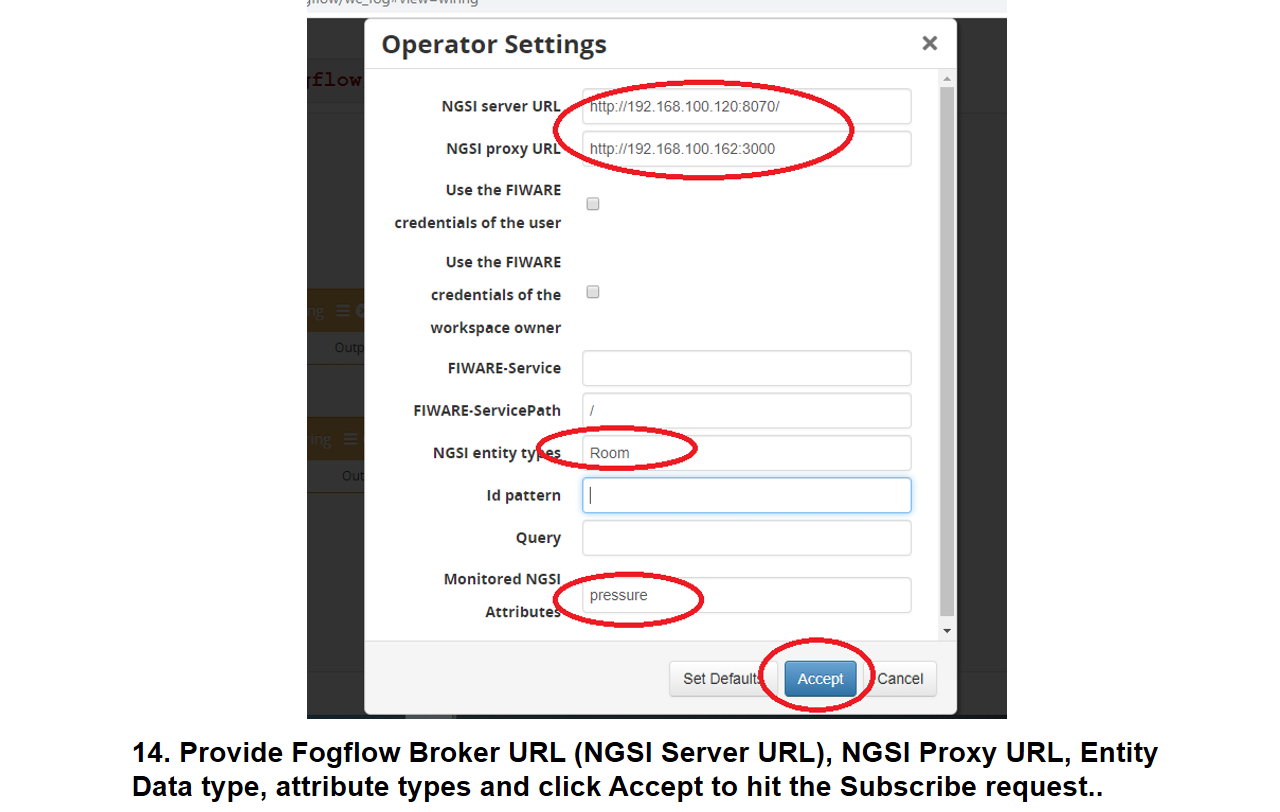 gflow/wc_fog#view=wiring
Operator Settings ×
gflow
NGSI server URL http://192.168.100.120:8070/
NGSI proxy URL http://192.168.100.162:3000
Use the FIWARE
credentials of the user
Use the FIWARE
credentials of the
workspace owner
ng
Outp
FIWARE-Service
FIWARE-ServicePath /
ring
NGSI entity types Room
Out
Id pattern
Query
Monitored NGSI
Attributes pressure
Set Defaults Accept Cancel
14. Provide Fogflow Broker URL (NGSI Server URL), NGSI Proxy URL, Entity
Data type, attribute types and click Accept to hit the Subscribe request..